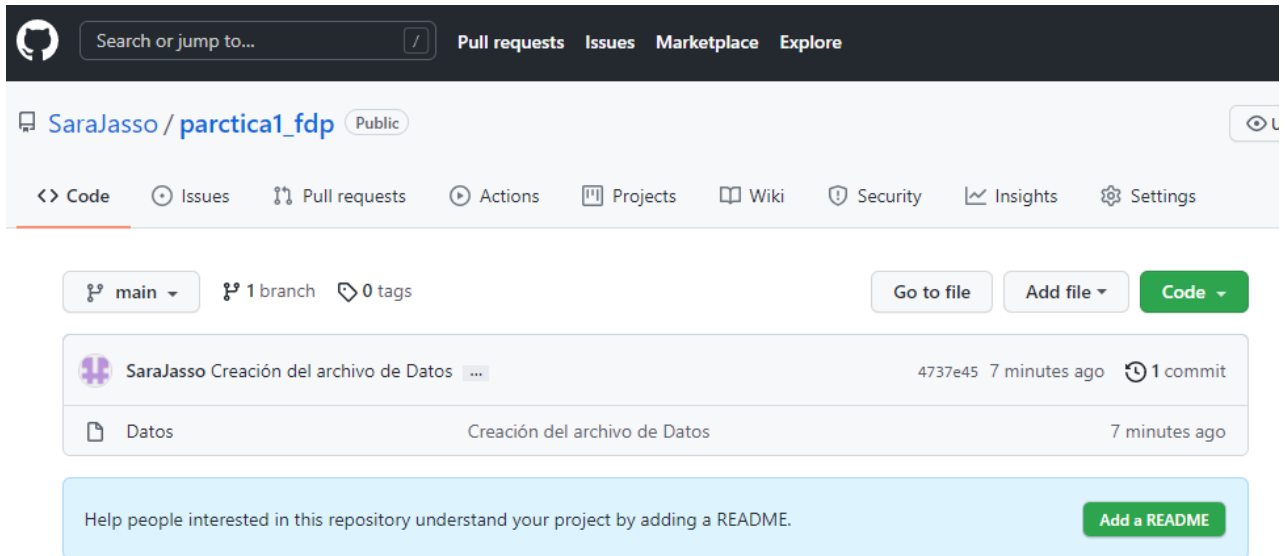 Search or jump to... / Pull requests Issues Marketplace Explore
SaraJasso / parctica1_fdp Public
<> Code Issues Pull requests Actions Projects Wiki Security Insights Settings
main 1 branch 0 tags Go to file Add file Code
SaraJasso Creación del archivo de Datos ... 4737e45 7 minutes ago 1 commit
Datos Creación del archivo de Datos 7 minutes ago
Help people interested in this repository understand your project by adding a README. Add a README